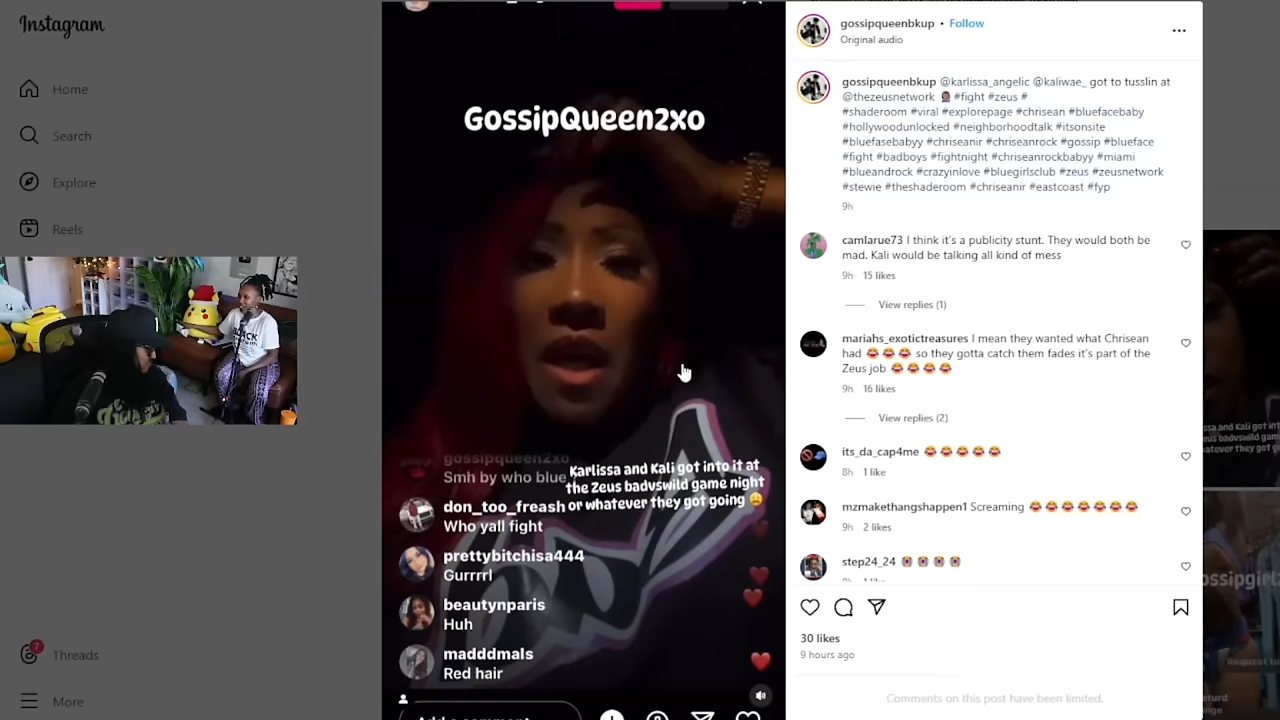 Instagram
Home
Search
Explore
Reels
Threads
7
More
GossipQueen2xo
gossipqueen2xo
Smh by who blue
Karlissa and Kali got into it at
the Zeus badvswild game night
or whatever they got going 😩
don_too_freash
Who yall fight
prettybitchisa444
Gurrrrl
beautynparis
Huh
madddmals
Red hair
gossipqueenbkup • Follow
Original audio
gossipqueenbkup @karlissa_angelic @kaliwae_ got to tusslin at
@thezeusnetwork 🤦🏾‍♀️ #fight #zeus #
#shaderoom #viral #explorepage #chrisean #bluefacebaby
#hollywoodunlocked #neighborhoodtalk #itsonsite
#bluefasebabyy #chriseanir #chriseanrock #gossip #blueface
#fight #badboys #fightnight #chriseanrockbabyy #miami
#blueandrock #crazyinlove #bluegirlsclub #zeus #zeusnetwork
#stewie #theshaderoom #chriseanir #eastcoast #fyp
9h
camlarue73 I think it's a publicity stunt. They would both be
mad. Kali would be talking all kind of mess
9h 15 likes
View replies (1)
mariahs_exotictreasures I mean they wanted what Chrisean
had 😂😂😂 so they gotta catch them fades it's part of the
Zeus job 😂😂😂😂
9h 16 likes
View replies (2)
its_da_cap4me 😂😂😂😂😂
8h 1 like
mzmakethangshappen1 Screaming 😂😂😂😂😂😂😂
9h 2 likes
step24_24 😭😭😭😭
30 likes
9 hours ago
Comments on this post have been limited.